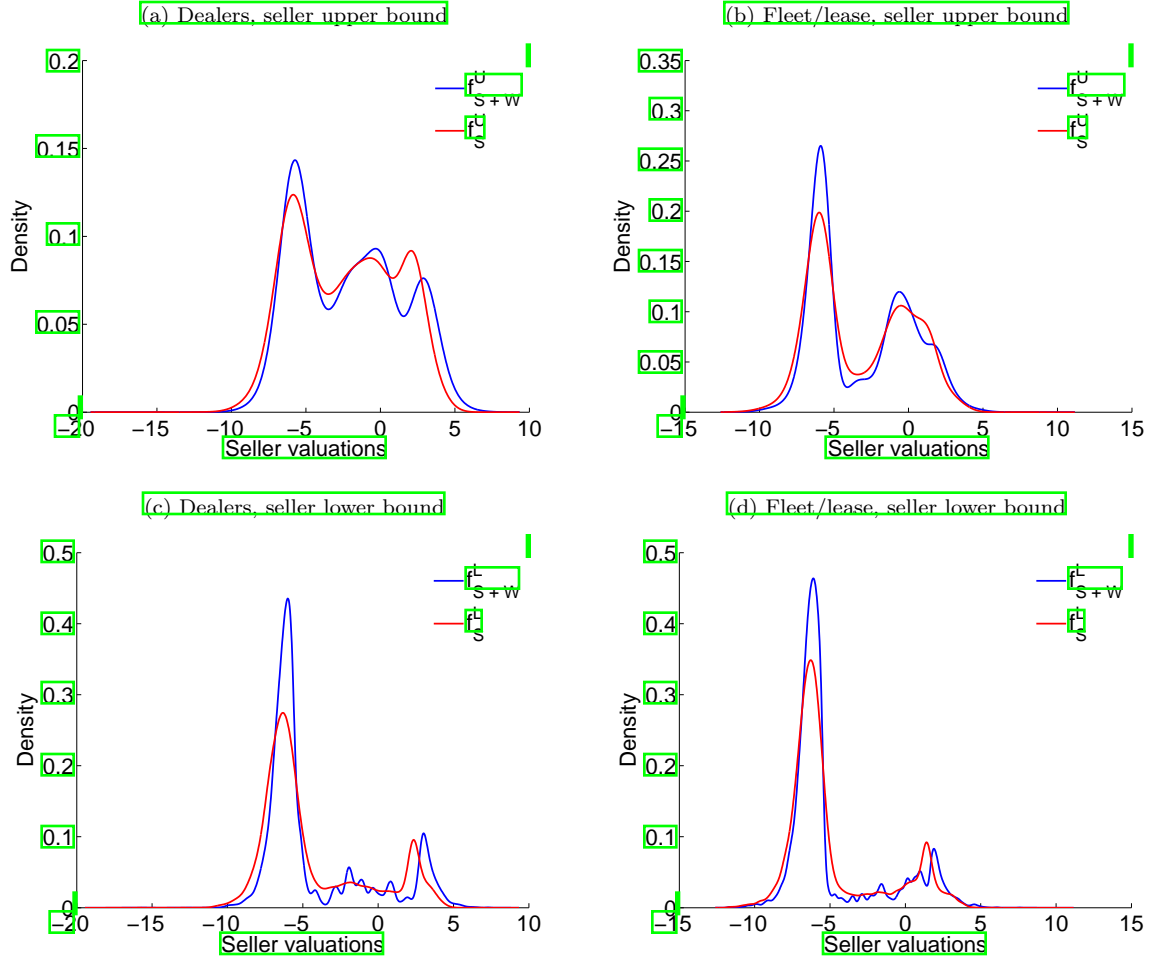 (a) Dealers, seller upper bound
0.2
0.15
0.1
0.05
0
Density
−20 −15 −10 −5 0 5 10
Seller valuations
f^U_{S + W}
f^U_S
(b) Fleet/lease, seller upper bound
0.35
0.3
0.25
0.2
0.15
0.1
0.05
0
Density
−15 −10 −5 0 5 10 15
Seller valuations
f^U_{S + W}
f^U_S
(c) Dealers, seller lower bound
0.5
0.4
0.3
0.2
0.1
0
Density
−20 −15 −10 −5 0 5 10
Seller valuations
f^L_{S + W}
f^L_S
(d) Fleet/lease, seller lower bound
0.5
0.4
0.3
0.2
0.1
0
Density
−15 −10 −5 0 5 10 15
Seller valuations
f^L_{S + W}
f^L_S